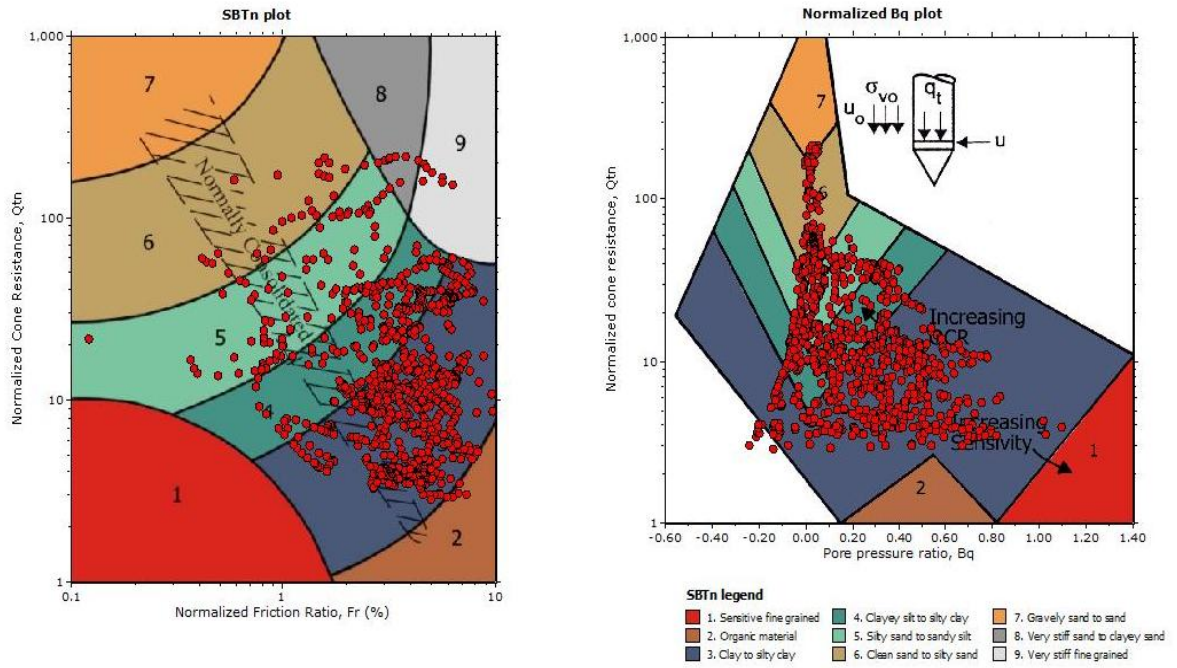 SBTn plot
1,000
100
10
1
0.1
1
10
Normalized Cone Resistance, Qtn
Normalized Friction Ratio, Fr (%)
7
8
9
6
5
4
3
1
2
Normally Consolidated
Normalized Bq plot
1,000
100
10
1
-0.60
-0.40
-0.20
0.00
0.20
0.40
0.60
0.80
1.00
1.20
1.40
Normalized cone resistance, Qtn
Pore pressure ratio, Bq
7
6
σvo
uo
qt
u
Increasing
OCR
Increasing
Sensivity
1
2
SBTn legend
1. Sensitive fine grained
2. Organic material
3. Clay to silty clay
4. Clayey silt to silty clay
5. Silty sand to sandy silt
6. Clean sand to silty sand
7. Gravely sand to sand
8. Very stiff sand to clayey sand
9. Very stiff fine grained